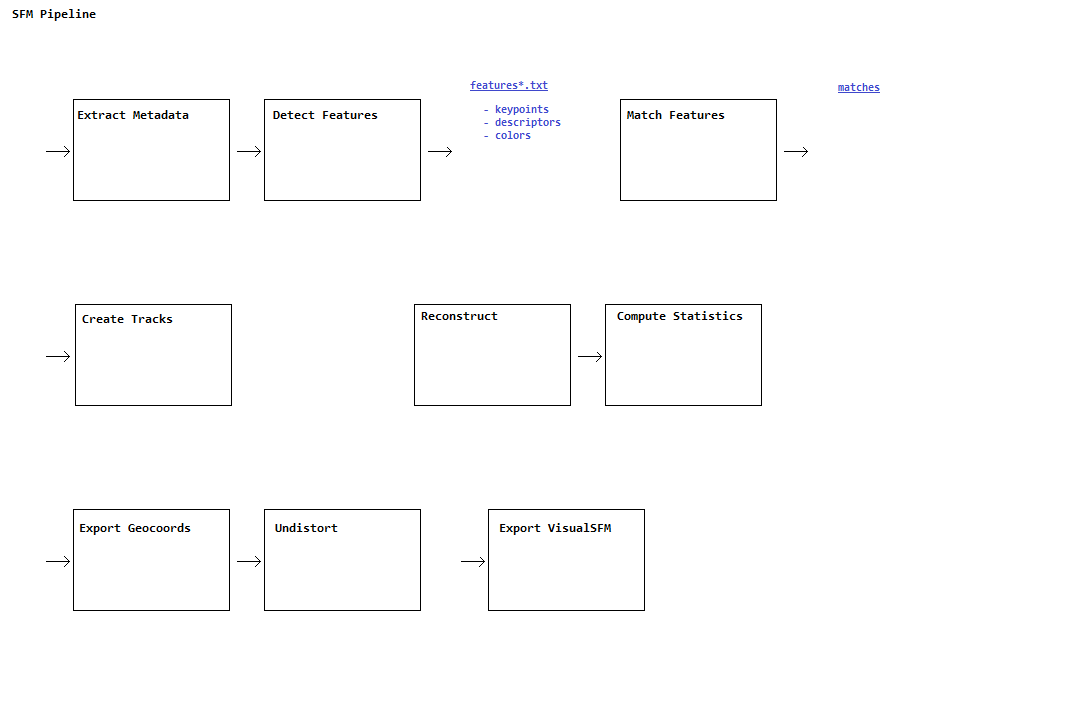 SFM Pipeline
Extract Metadata
Detect Features
features*.txt
- keypoints
- descriptors
- colors
Match Features
matches
Create Tracks
Reconstruct
Compute Statistics
Export Geocoords
Undistort
Export VisualSFM